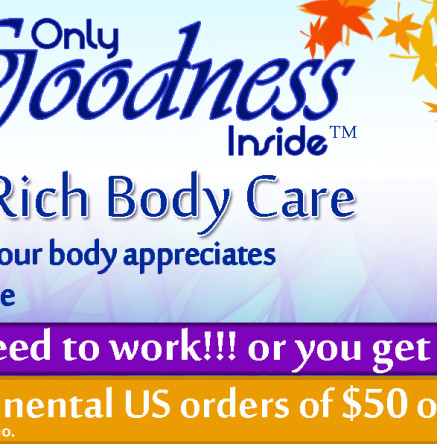 Only
Goodness
Inside™
Rich Body Care
our body appreciates
e
eed to work!!! or you get
nental US orders of $50 o
o.